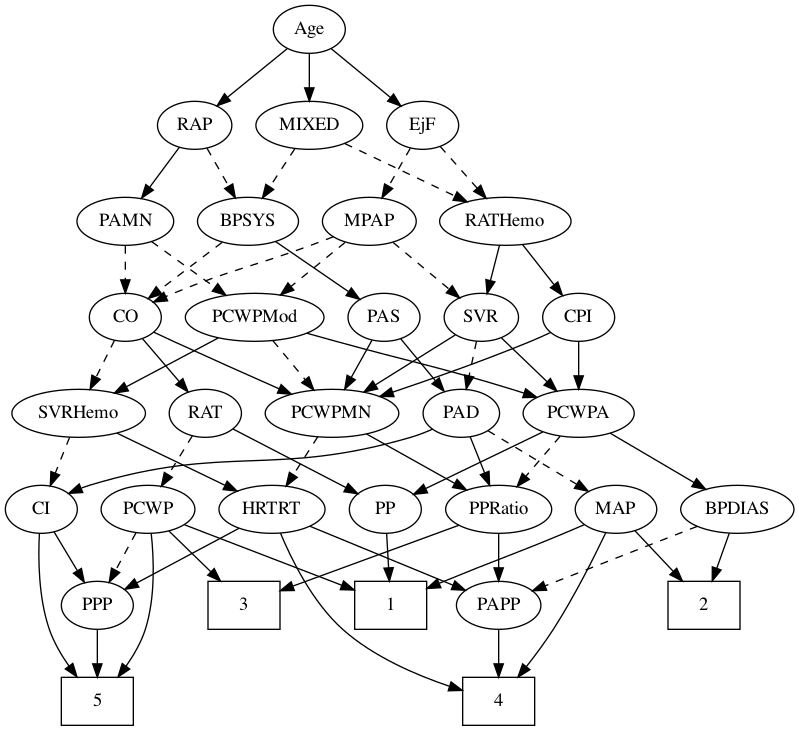 Age
RAP
MIXED
EjF
PAMN
BPSYS
MPAP
RATHemo
CO
PCWPMod
PAS
SVR
CPI
SVRHemo
RAT
PCWPMN
PAD
PCWPA
CI
PCWP
HRTRT
PP
PPRatio
MAP
BPDIAS
PPP
3
1
PAPP
2
5
4